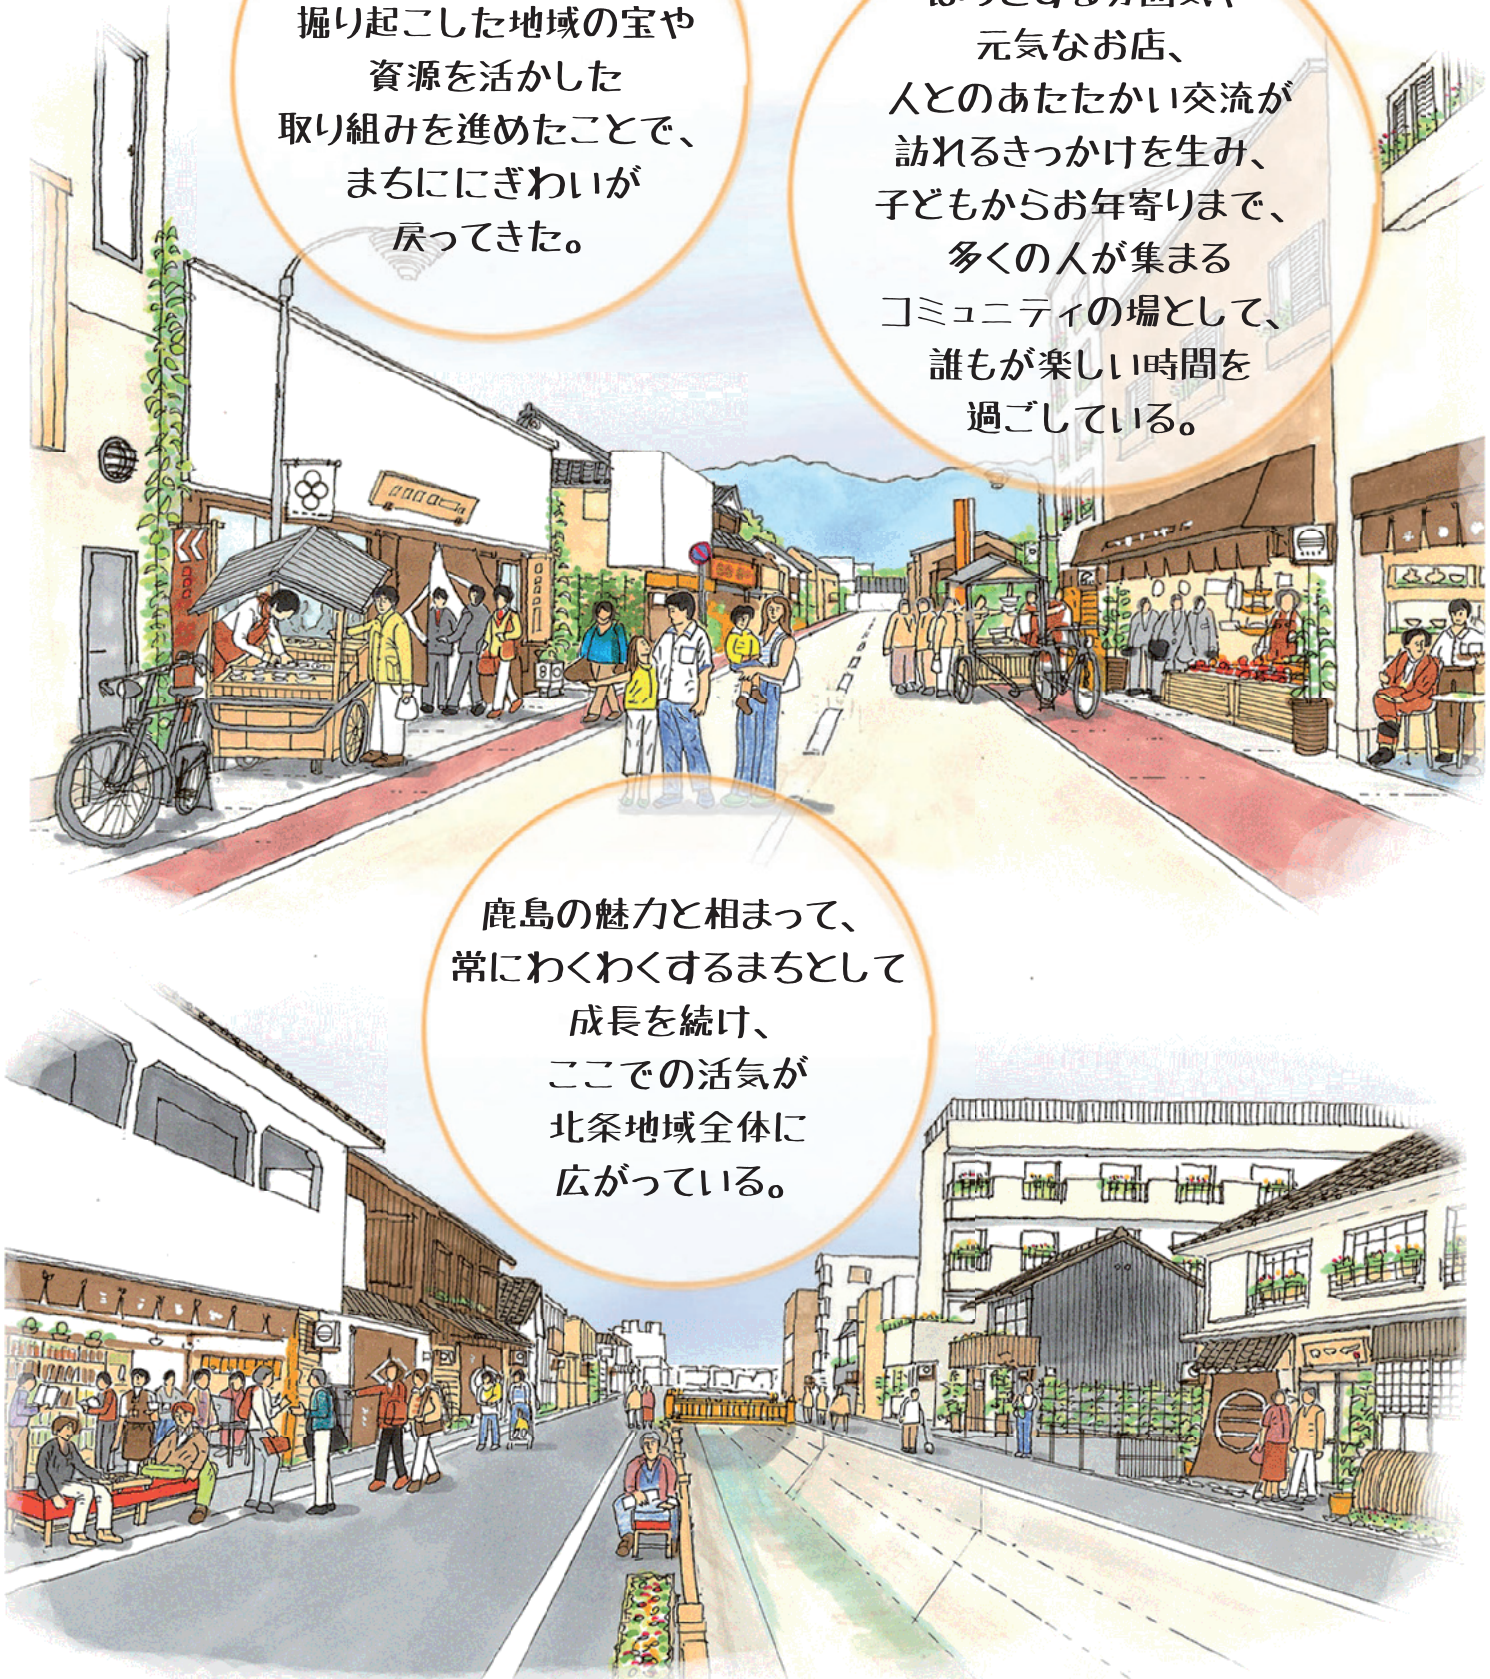 掘り起こした地域の宝や
資源を活かした
取り組みを進めたことで、
まちににぎわいが
戻ってきた。
元気なお店、
人とのあたたかい交流が
訪れるきっかけを生み、
子どもからお年寄りまで、
多くの人が集まる
コミュニティの場として、
誰もが楽しい時間を
過ごしている。
鹿島の魅力と相まって、
常にわくわくするまちとして
成長を続け、
ここでの活気が
北条地域全体に
広がっている。